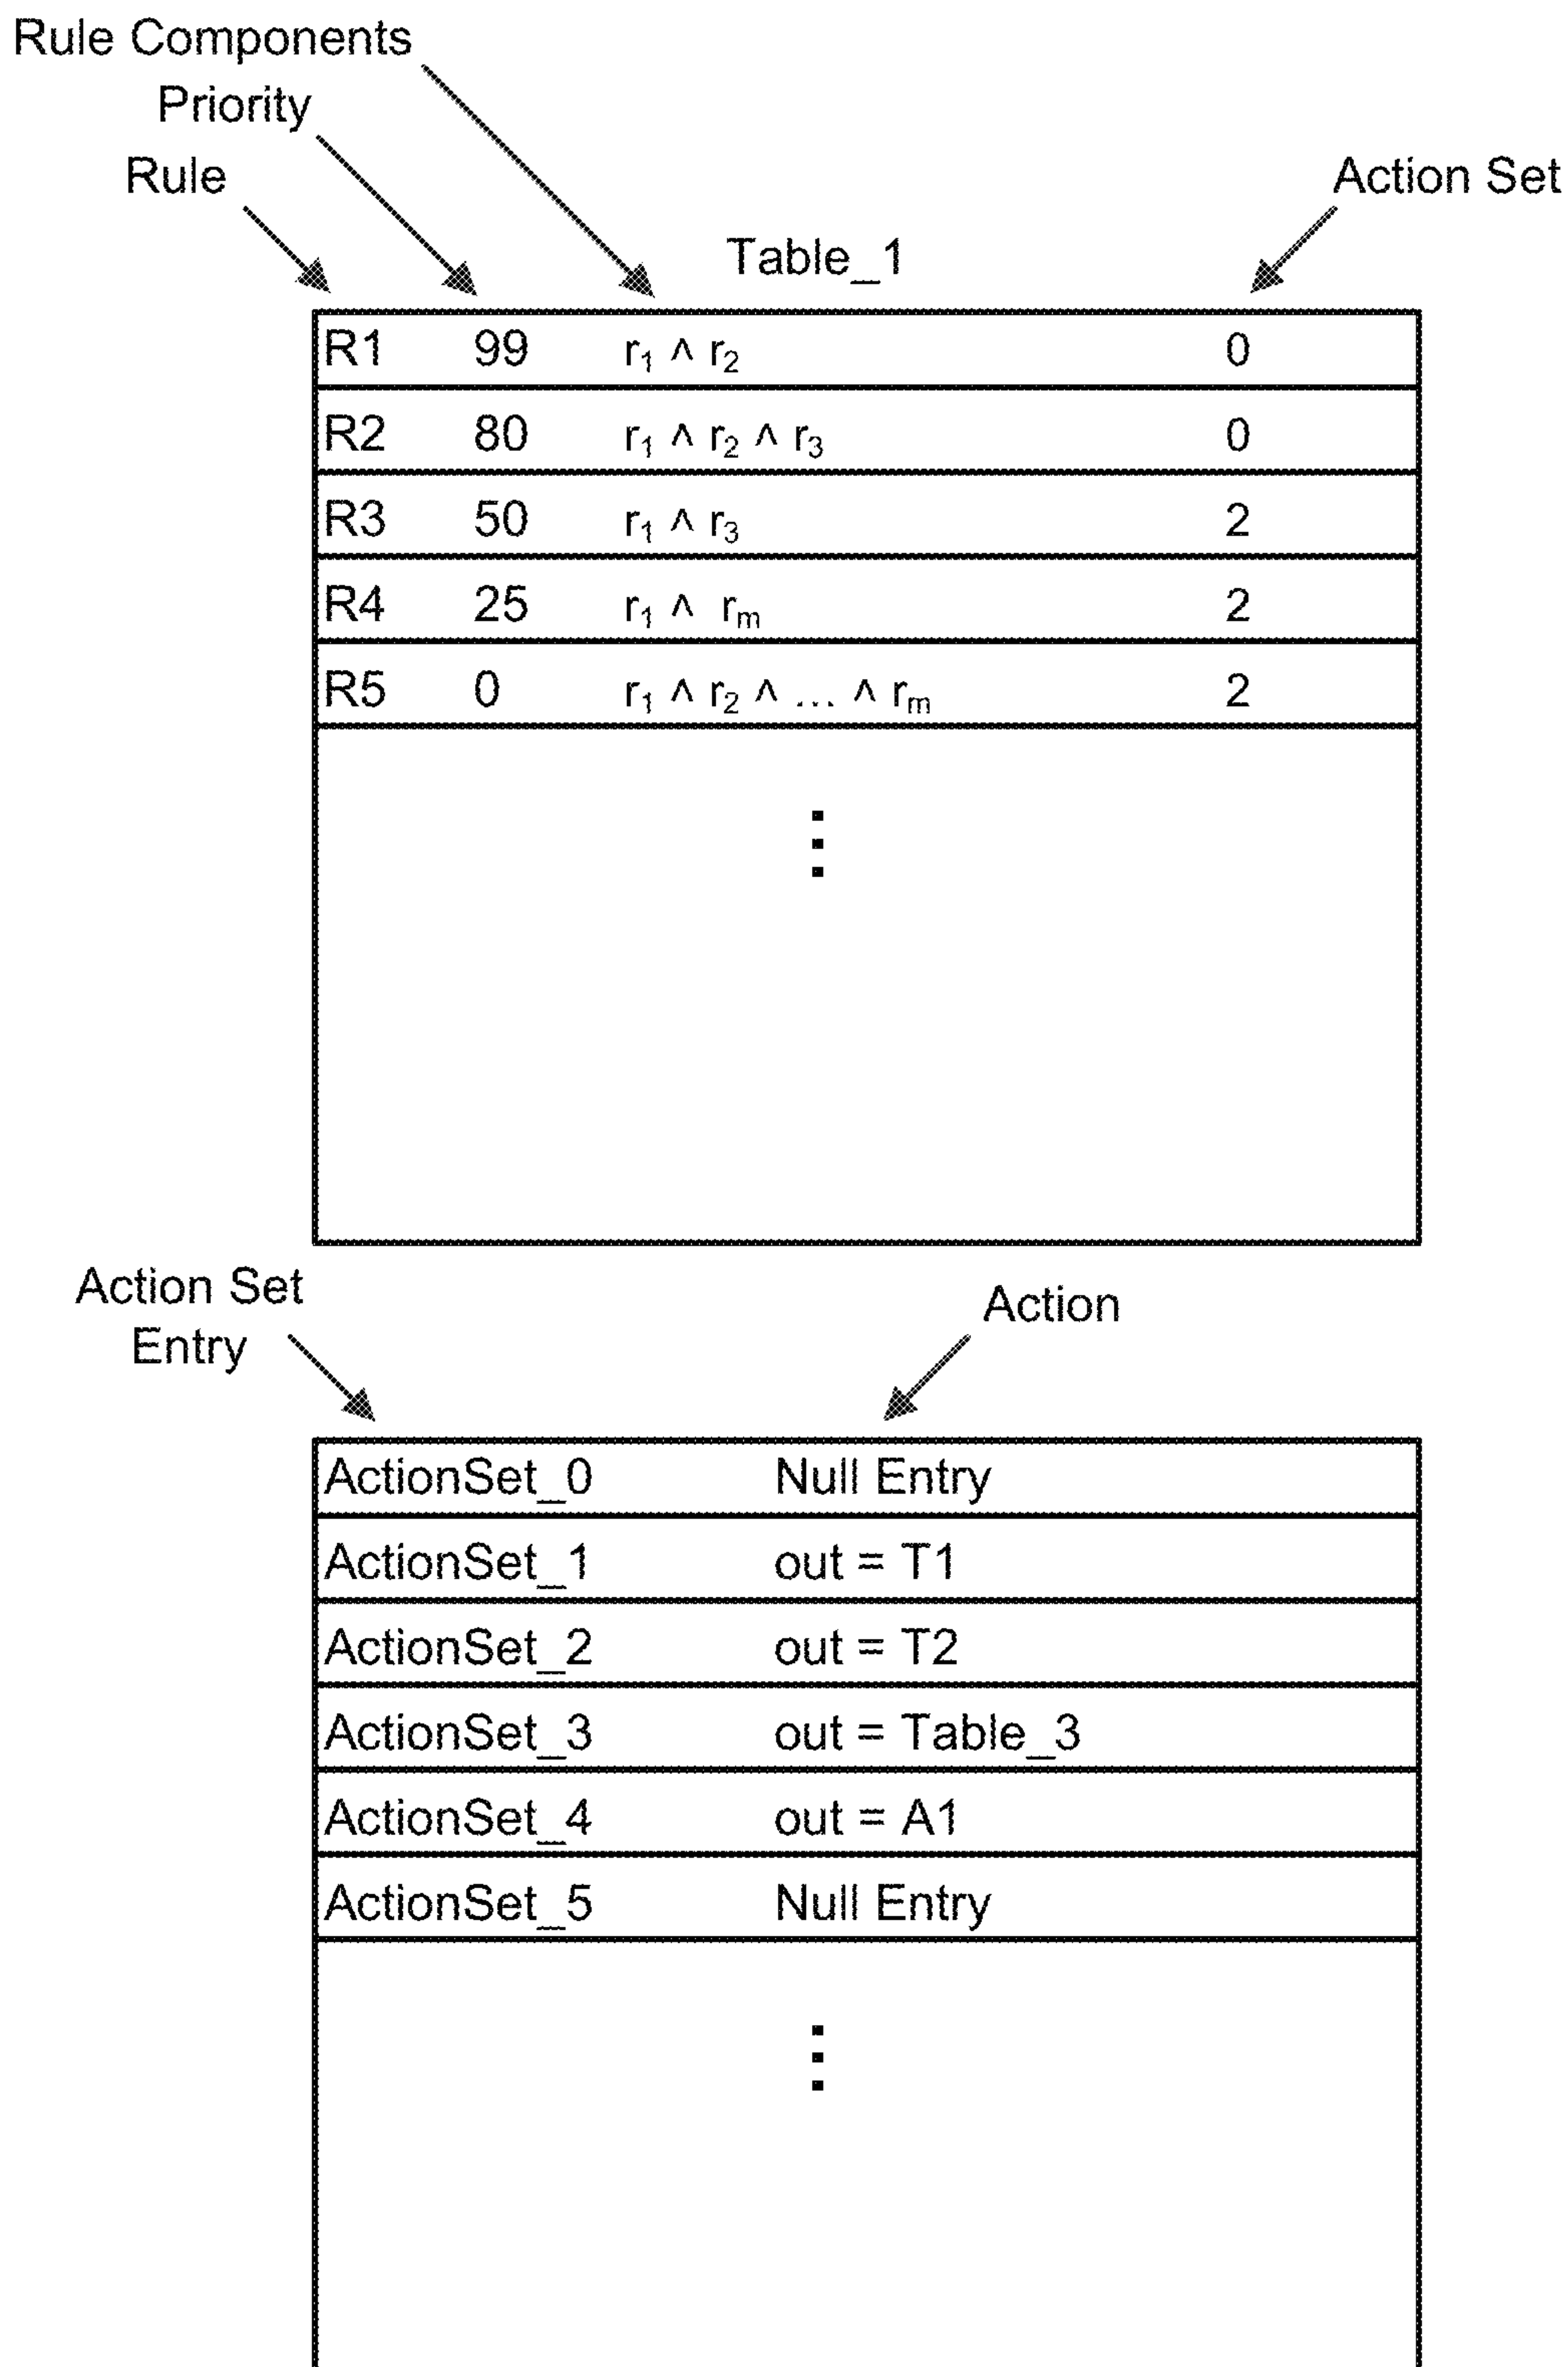 Rule Components
Priority
Rule
Action Set
Table_1
R1 99 r₁ ∧ r₂ 0
R2 80 r₁ ∧ r₂ ∧ r₃ 0
R3 50 r₁ ∧ r₃ 2
R4 25 r₁ ∧ rₘ 2
R5 0 r₁ ∧ r₂ ∧ … ∧ rₘ 2
⋮
Action Set
Entry
Action
ActionSet_0 Null Entry
ActionSet_1 out = T1
ActionSet_2 out = T2
ActionSet_3 out = Table_3
ActionSet_4 out = A1
ActionSet_5 Null Entry
⋮